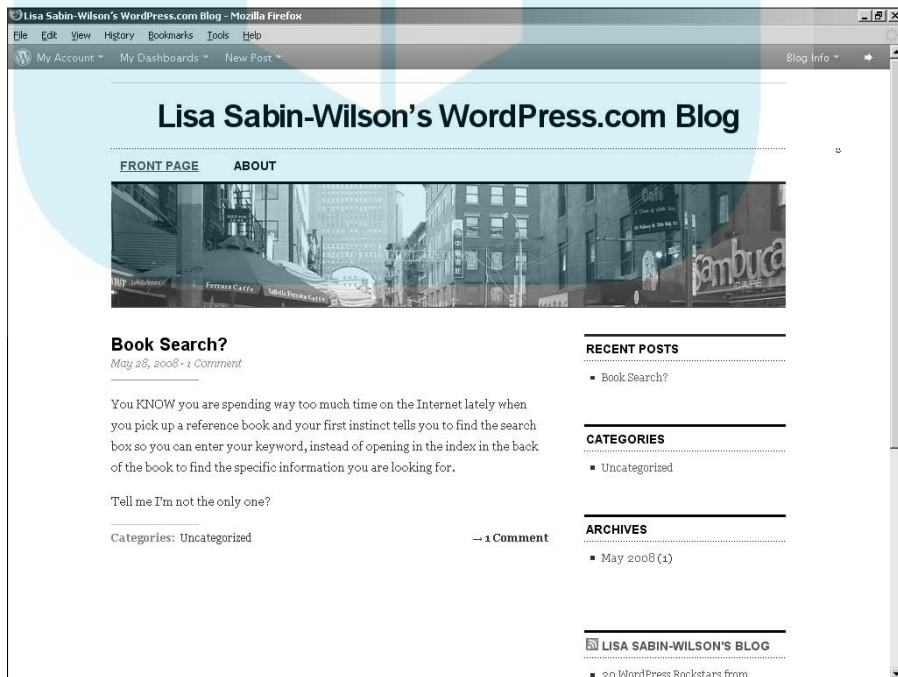 Lisa Sabin-Wilson's WordPress.com Blog - Mozilla Firefox
File Edit View History Bookmarks Tools Help
My Account My Dashboards New Post Blog Info
Lisa Sabin-Wilson’s WordPress.com Blog
FRONT PAGE ABOUT
Ferrara Caffe
Cafe
Sambuca
CAFE
Book Search?
May 28, 2008 · 1 Comment
You KNOW you are spending way too much time on the Internet lately when
you pick up a reference book and your first instinct tells you to find the search
box so you can enter your keyword, instead of opening in the index in the back
of the book to find the specific information you are looking for.
Tell me I’m not the only one?
Categories: Uncategorized → 1 Comment
RECENT POSTS
Book Search?
CATEGORIES
Uncategorized
ARCHIVES
May 2008 (1)
LISA SABIN-WILSON'S BLOG
20 WordPress Rockstars from